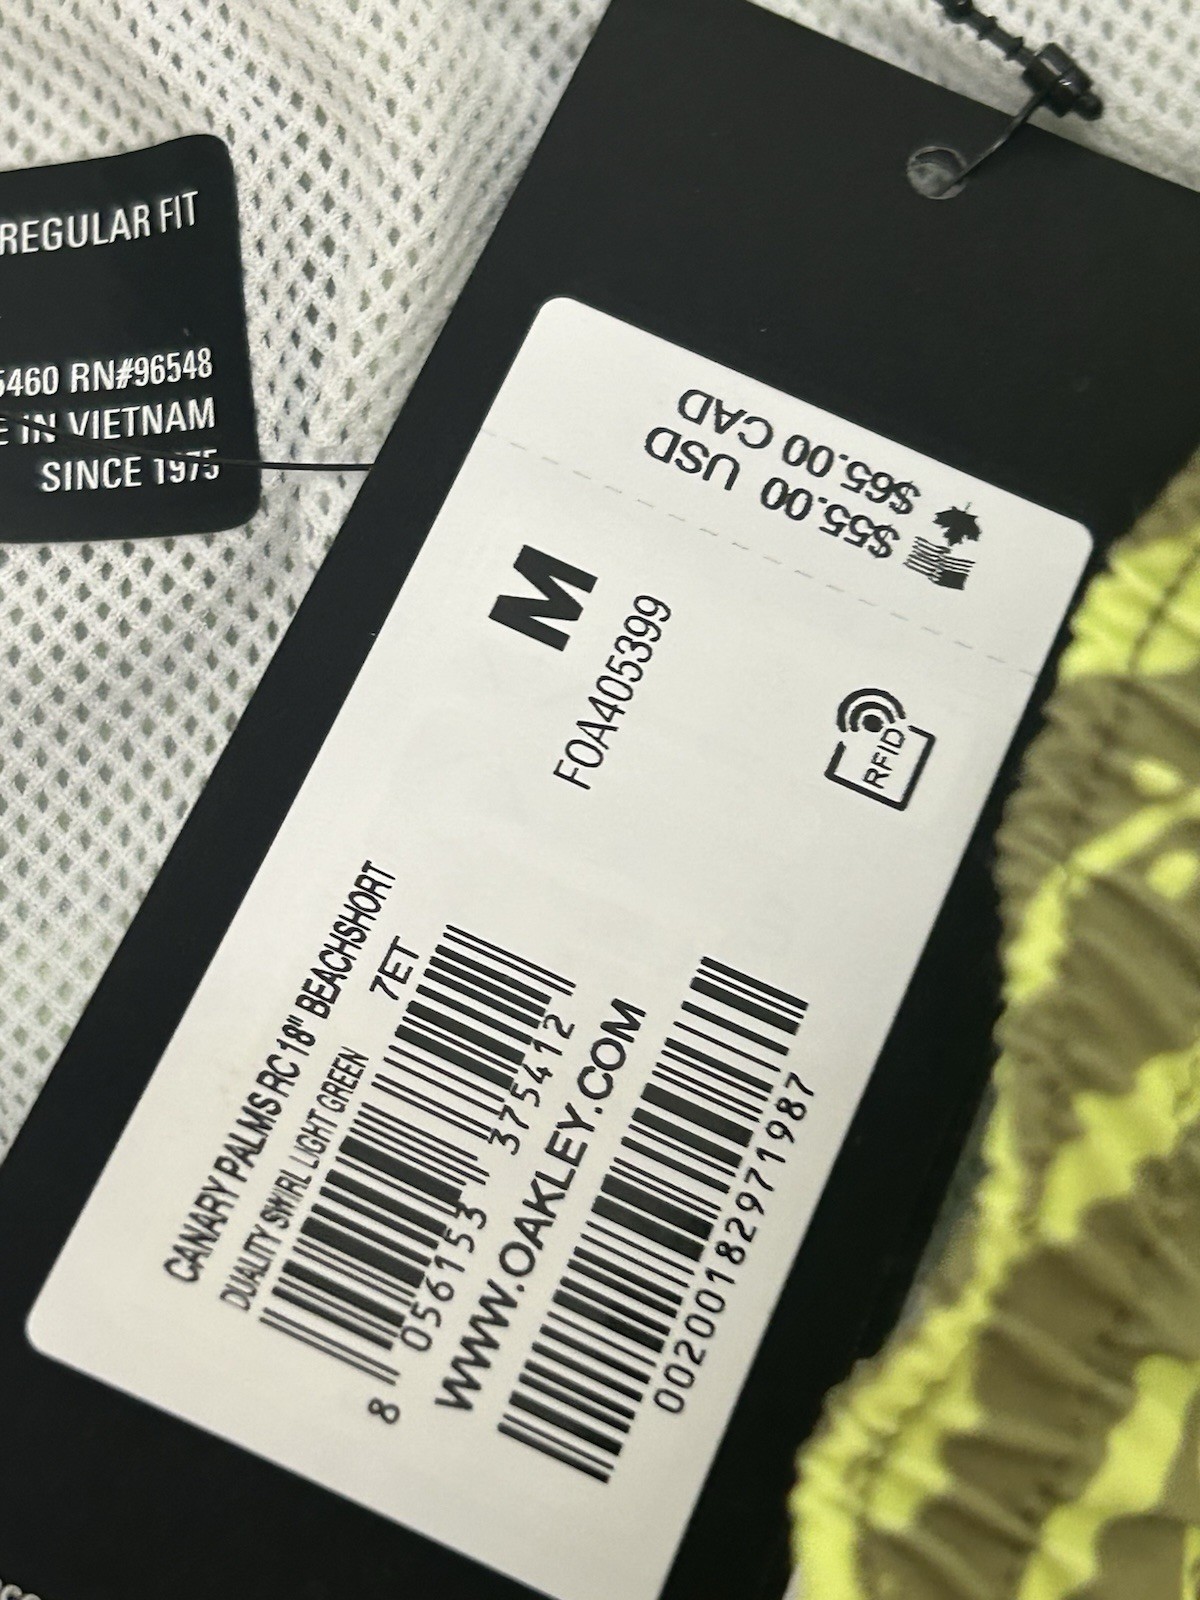 REGULAR FIT
5460 RN#96548
E IN VIETNAM
SINCE 1975
$65.00 CAD
$55.00 USD
M
FOA405399
RFID
CANARY PALMS RC 18" BEACHSHORT
DUALITY SWIRL LIGHT GREEN 7ET
8 056153 375412
WWW.OAKLEY.COM
00200182971987